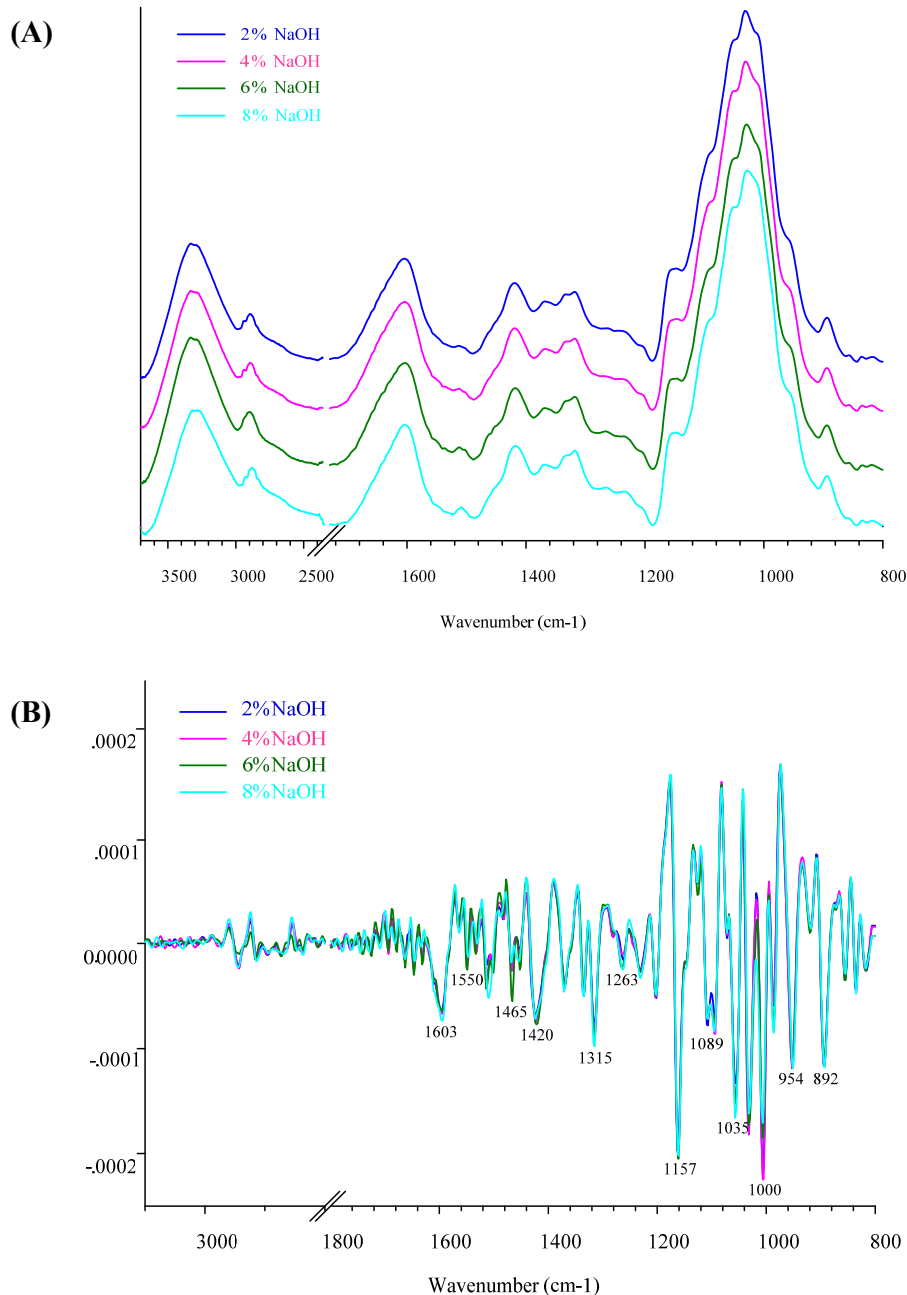 (A)
2% NaOH
4% NaOH
6% NaOH
8% NaOH
3500 3000 2500 1600 1400 1200 1000 800
Wavenumber (cm-1)
(B)
2%NaOH
4%NaOH
6%NaOH
8%NaOH
.0002
.0001
0.0000
-.0001
-.0002
1603
1550
1465
1420
1315
1263
1157
1089
1035
1000
954
892
3000 1800 1600 1400 1200 1000 800
Wavenumber (cm-1)